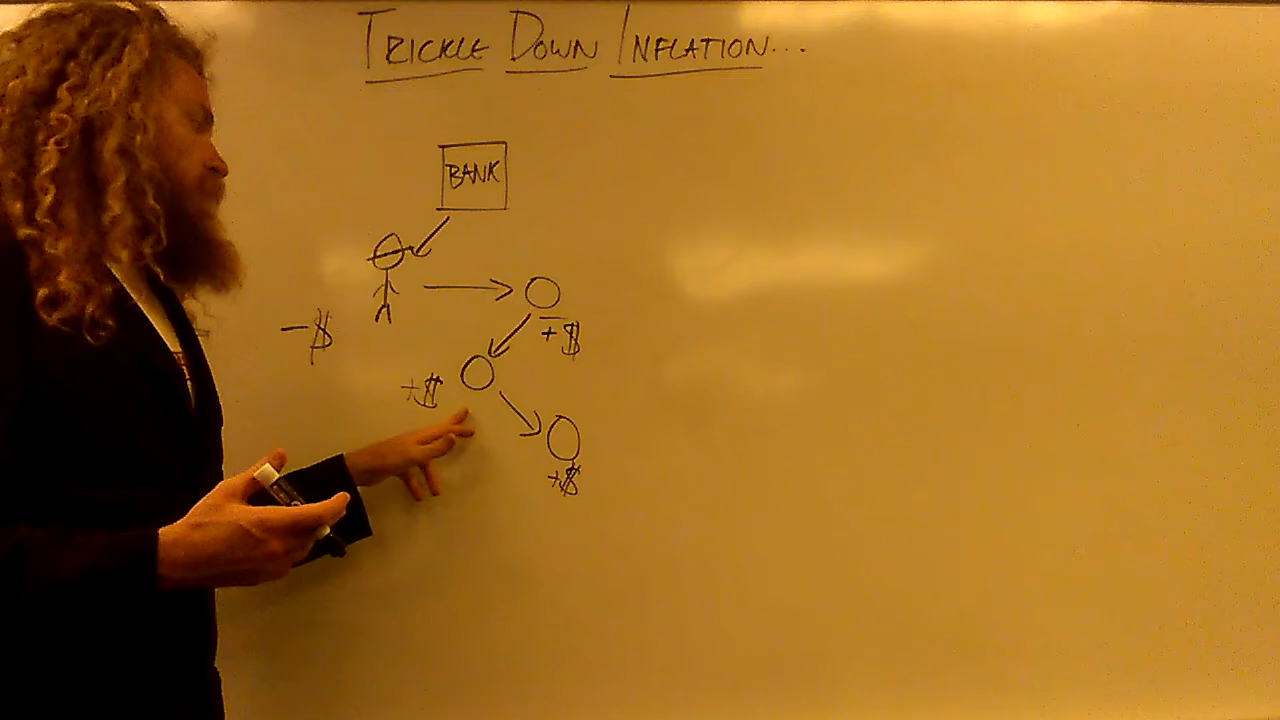 TRICKLE DOWN INFLATION...
BANK
-$
+$
+$
+$